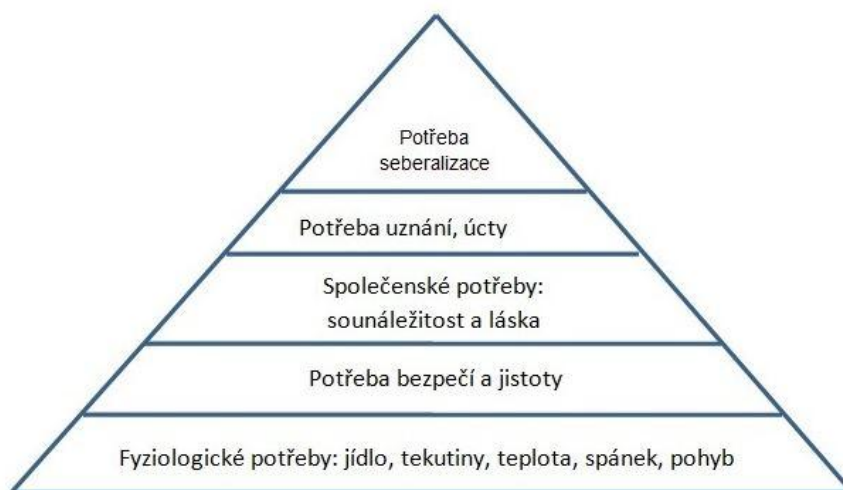 Potřeba
seberalizace
Potřeba uznání, úcty
Společenské potřeby:
sounáležitost a láska
Potřeba bezpečí a jistoty
Fyziologické potřeby: jídlo, tekutiny, teplota, spánek, pohyb